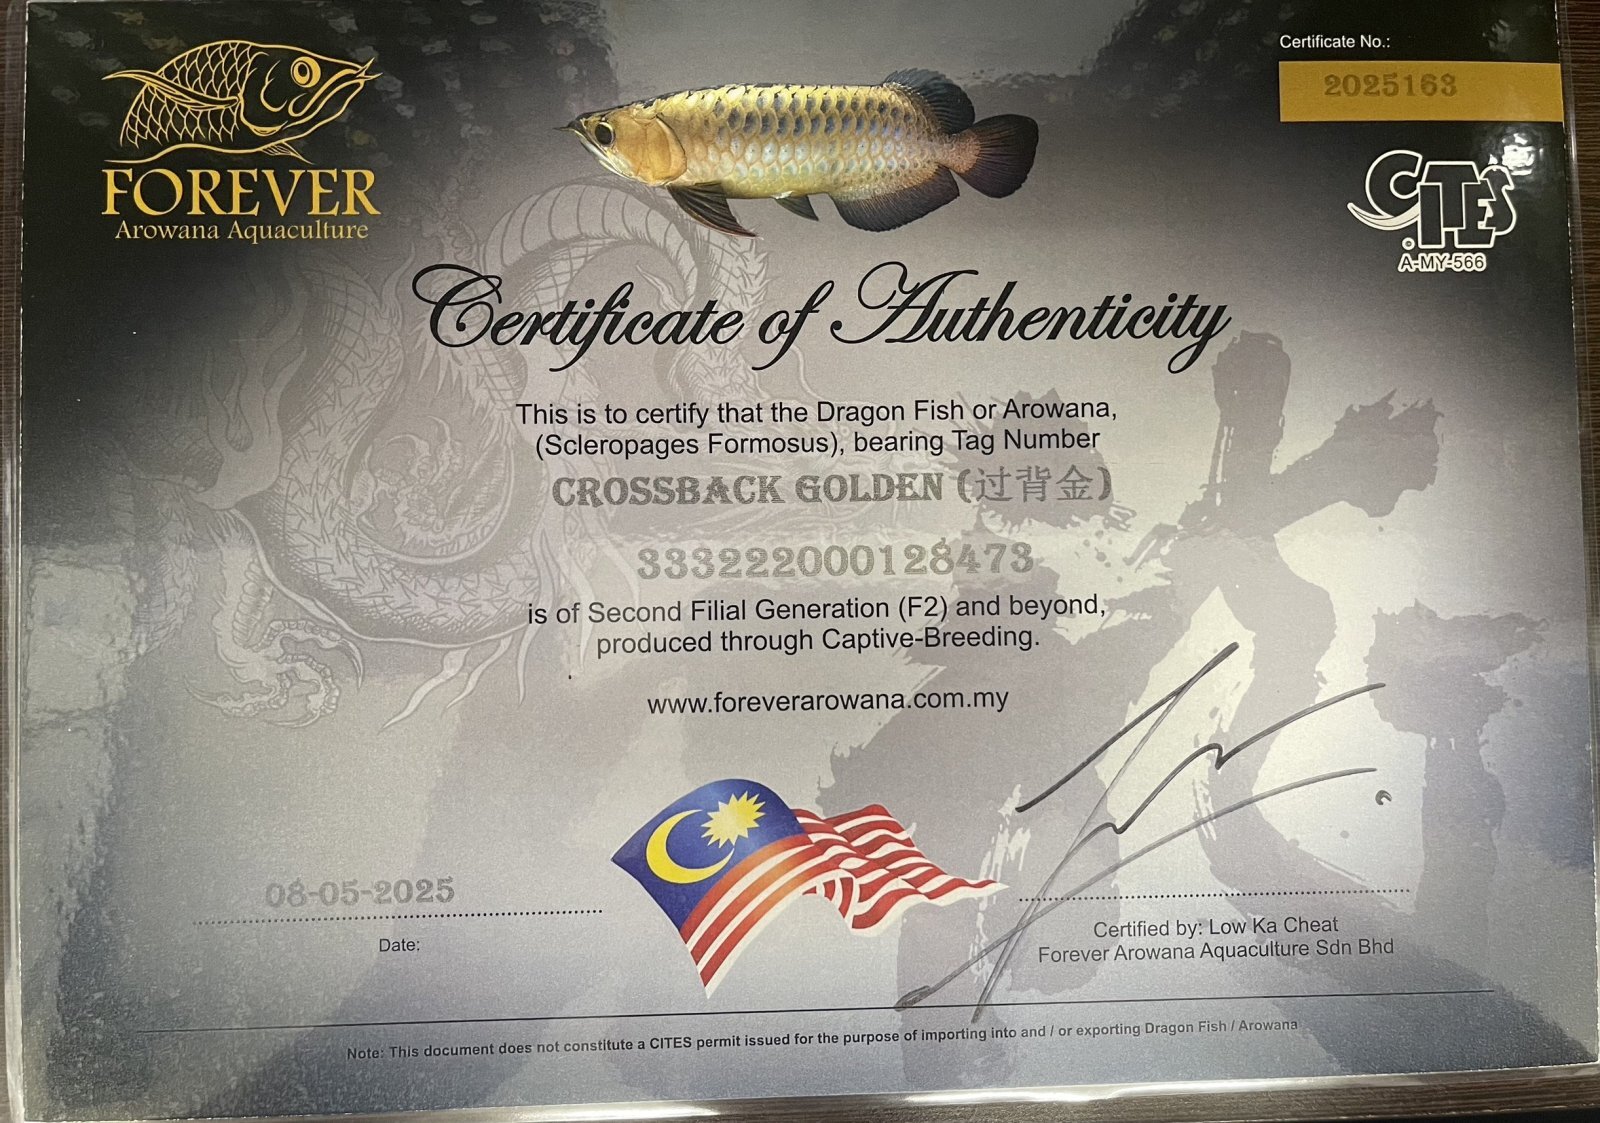 FOREVER
Arowana Aquaculture
Certificate No.:
2025163
CITES
A-MY-566
Certificate of Authenticity
This is to certify that the Dragon Fish or Arowana,
(Scleropages Formosus), bearing Tag Number
CROSSBACK GOLDEN (过背金)
333222000128473
is of Second Filial Generation (F2) and beyond,
produced through Captive-Breeding.
www.foreverarowana.com.my
08-05-2025
Date:
Certified by: Low Ka Cheat
Forever Arowana Aquaculture Sdn Bhd
Note: This document does not constitute a CITES permit issued for the purpose of importing into and / or exporting Dragon Fish / Arowana